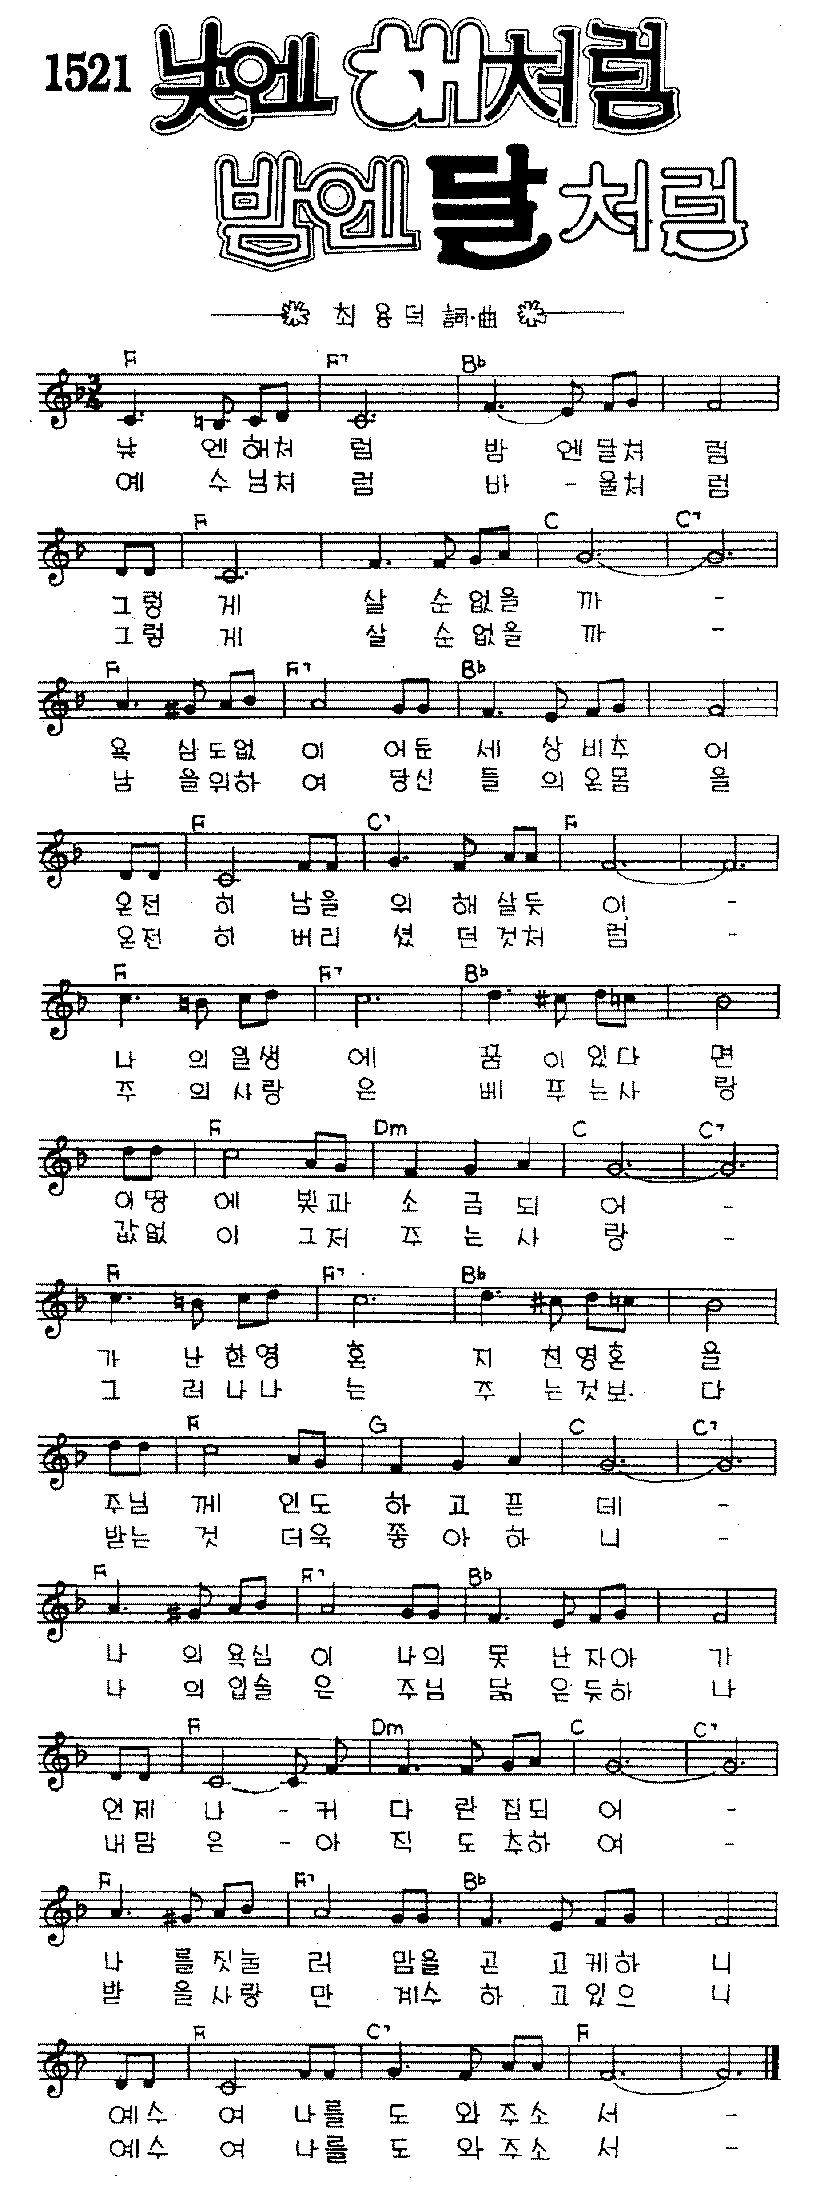 1521 낮엔 해처럼
밤엔 달처럼
최 용 덕 詞·曲
F F7 Bb
낮 엔 해처 럼 밤 엔 달처 럼
예 수 님처 럼 바 - 울처 럼
F C C7
그렇 게 살 순 없을 까 -
그렇 게 살 순 없을 까 -
F F7 Bb
욕 심 도없 이 어둔 세 상 비추 어
남 을위하 여 당신 들 의 온몸 을
F C7 F
온전 히 남을 위 해 살듯 이 -
온전 히 버리 셨 던 것처 럼 -
F F7 Bb
나 의 일생 에 꿈 이 있다 면
주 의 사랑 은 베 푸 는사 랑
F Dm C C7
이땅 에 빛과 소 금 되 어 -
값없 이 그저 주 는 사 랑 -
F F7 Bb
가 난 한영 혼 지 친 영혼 을
그 러 나나 는 주 는 것보 다
F G C C7
주님 께 인도 하 고 픈 데 -
받는 것 더욱 좋 아 하 니 -
F F7 Bb
나 의 욕심 이 나의 못 난 자아 가
나 의 입술 은 주님 닮 은 듯하 나
F Dm C C7
언제 나 - 커 다 란 짐되 어 -
내맘 은 - 아 직 도 추하 여 -
F F7 Bb
나 를 짓눌 러 맘을 곤 고 케하 니
받 을 사랑 만 계수 하 고 있으 니
F C7 F
예수 여 나를 도 와 주소 서 -
예수 여 나를 도 와 주소 서 -